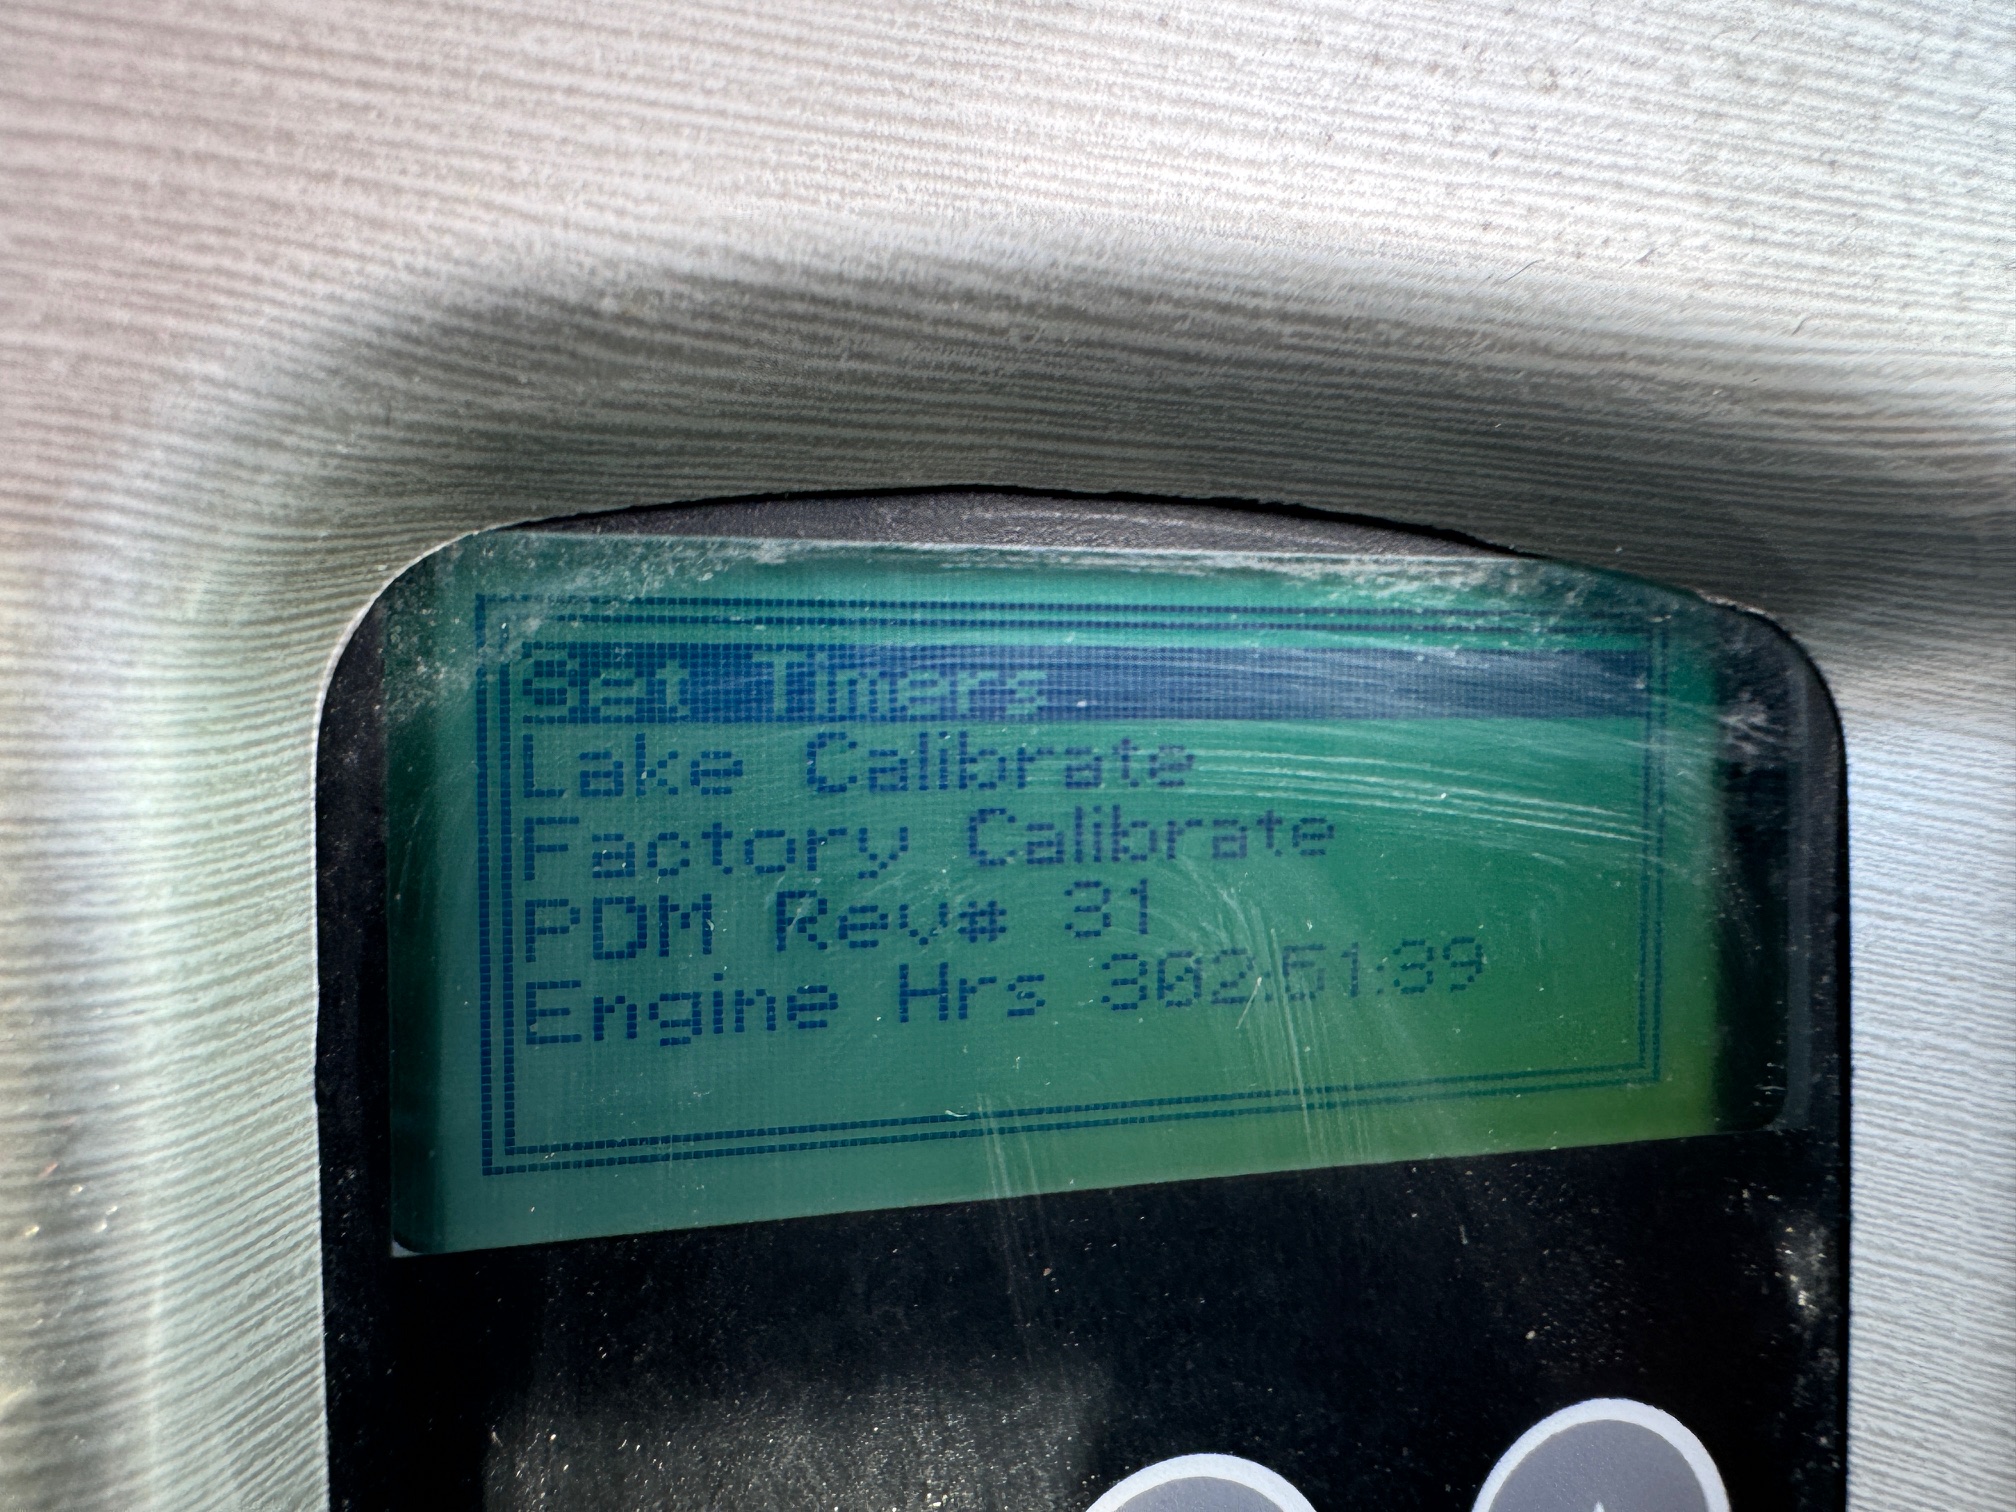 Set Timers
Lake Calibrate
Factory Calibrate
PDM Rev# 31
Engine Hrs 302:51:39